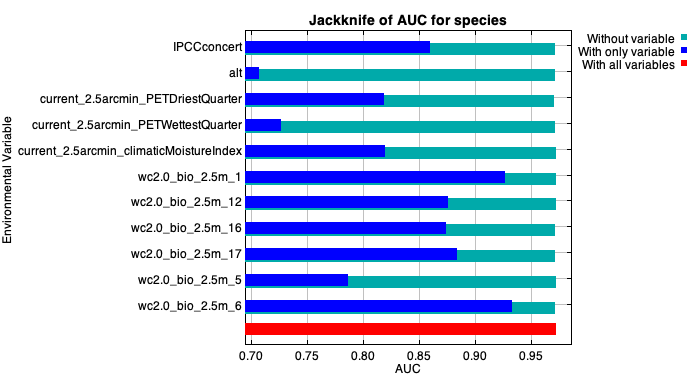 Jackknife of AUC for species
Without variable
With only variable
With all variables
Environmental Variable
IPCCconcert
alt
current_2.5arcmin_PETDriestQuarter
current_2.5arcmin_PETWettestQuarter
current_2.5arcmin_climaticMoistureIndex
wc2.0_bio_2.5m_1
wc2.0_bio_2.5m_12
wc2.0_bio_2.5m_16
wc2.0_bio_2.5m_17
wc2.0_bio_2.5m_5
wc2.0_bio_2.5m_6
0.70 0.75 0.80 0.85 0.90 0.95
AUC